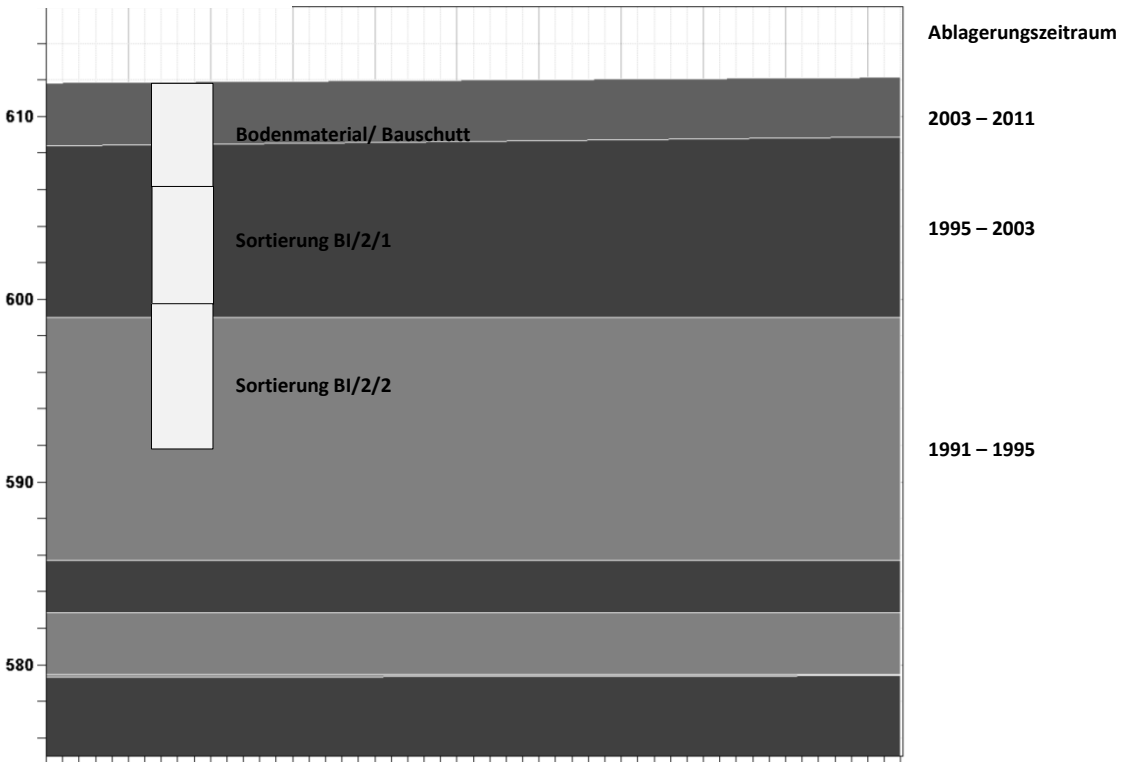 Ablagerungszeitraum
610
2003 – 2011
Bodenmaterial/ Bauschutt
1995 – 2003
Sortierung BI/2/1
600
Sortierung BI/2/2
1991 – 1995
590
580